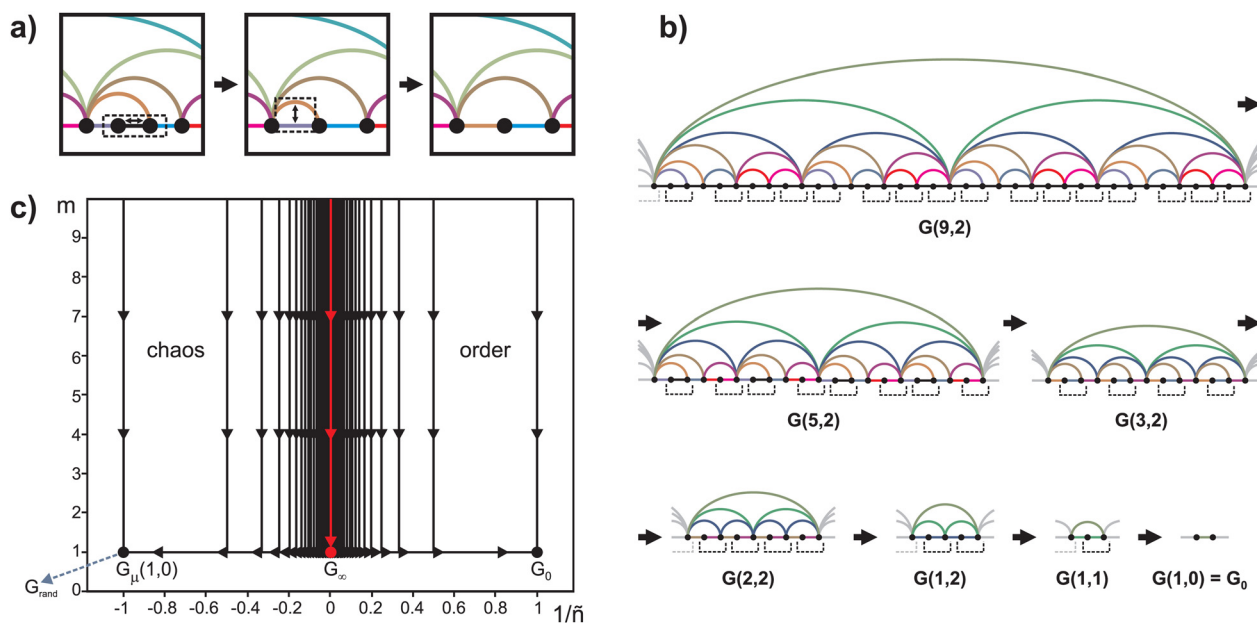 a)
b)
G(9,2)
G(5,2)
G(3,2)
G(2,2)
G(1,2)
G(1,1)
G(1,0) = G₀
c)
m
9
8
7
6
5
4
3
2
1
0
chaos
order
G_μ(1,0)
G_∞
G₀
G_rand
-1 -0.8 -0.6 -0.4 -0.2 0 0.2 0.4 0.6 0.8 1 1/ñ